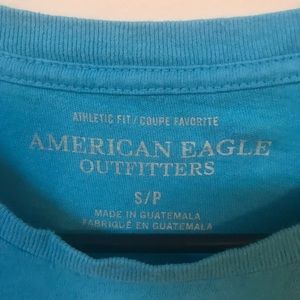 ATHLETIC FIT / COUPE FAVORITE
AMERICAN EAGLE
OUTFITTERS
S/P
MADE IN GUATEMALA
FABRIQUÉ EN GUATEMALA